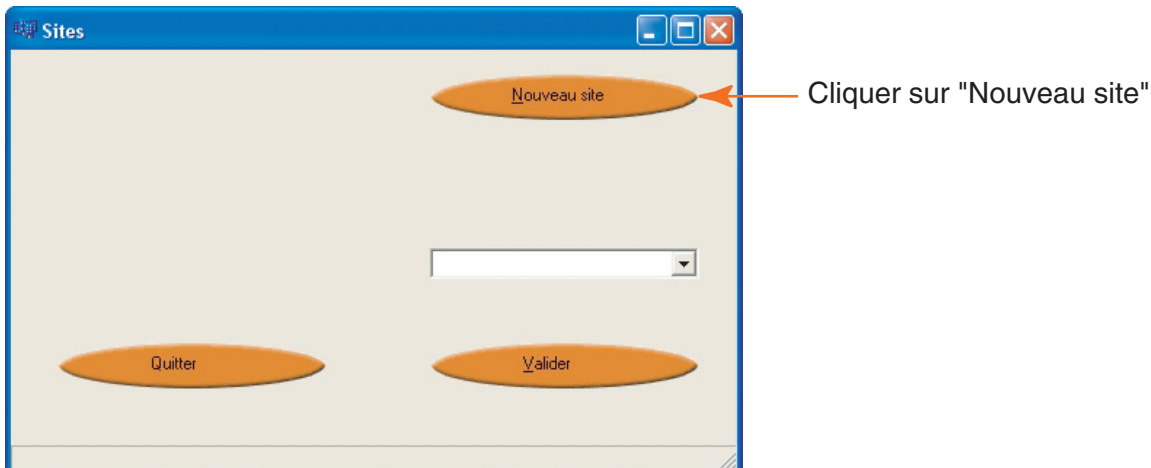 Sites
Nouveau site
Cliquer sur "Nouveau site"
Quitter
Valider